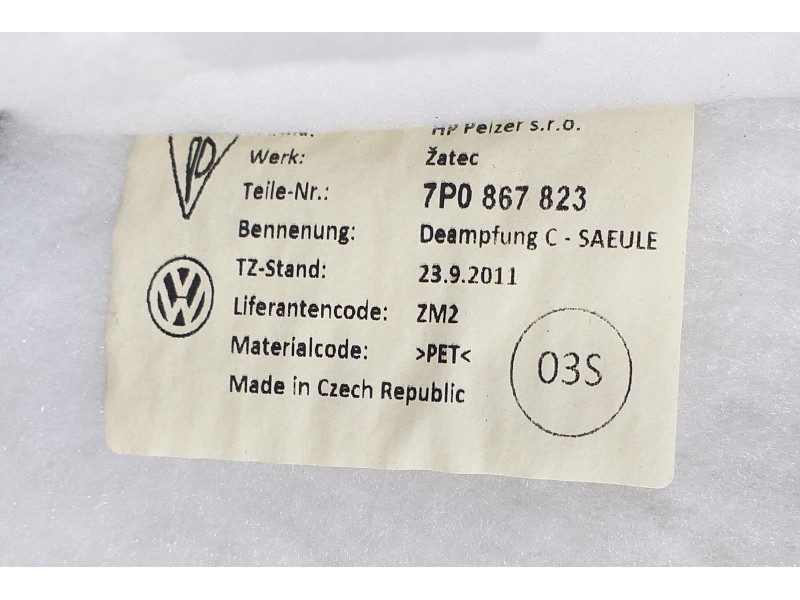 HP Pelzer s.r.o.
Werk: Žatec
Teile-Nr.: 7P0 867 823
Bennenung: Deampfung C - SAEULE
TZ-Stand: 23.9.2011
Liferantencode: ZM2
Materialcode: >PET<
Made in Czech Republic
03S